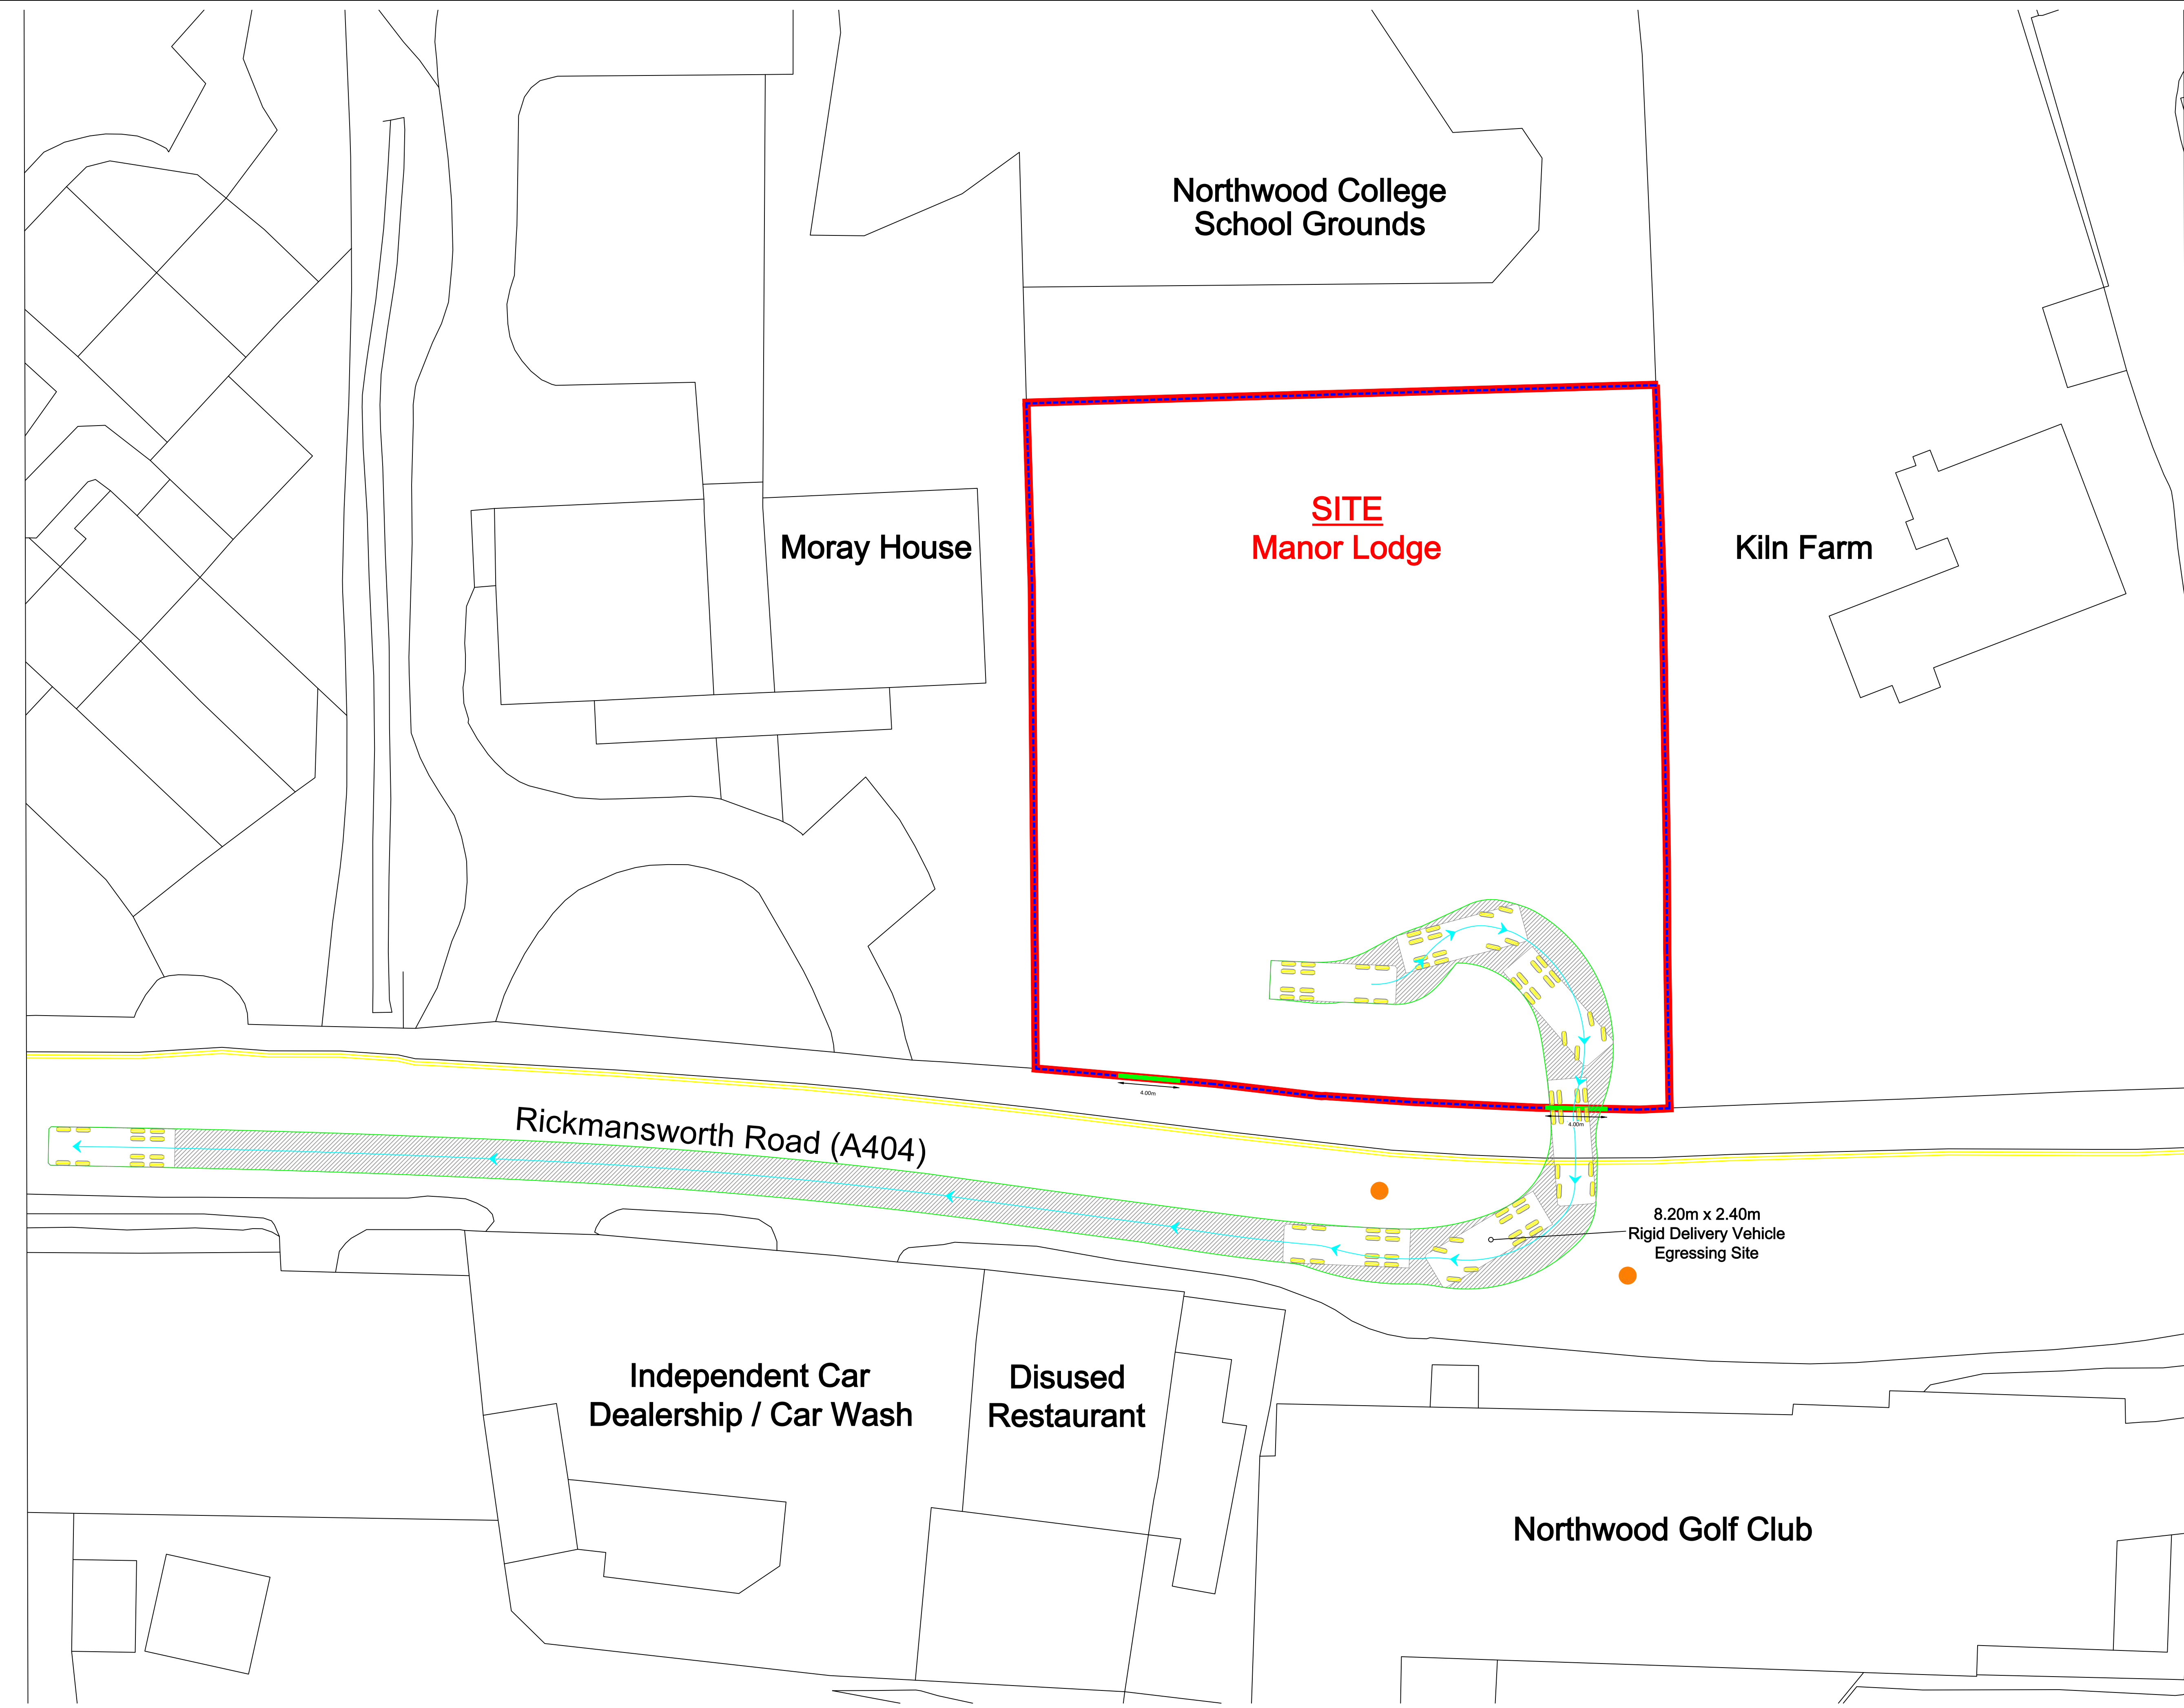 Northwood College
School Grounds
SITE
Manor Lodge
Moray House
Kiln Farm
4.00m
4.00m
Rickmansworth Road (A404)
8.20m x 2.40m
Rigid Delivery Vehicle
Egressing Site
Independent Car
Dealership / Car Wash
Disused
Restaurant
Northwood Golf Club